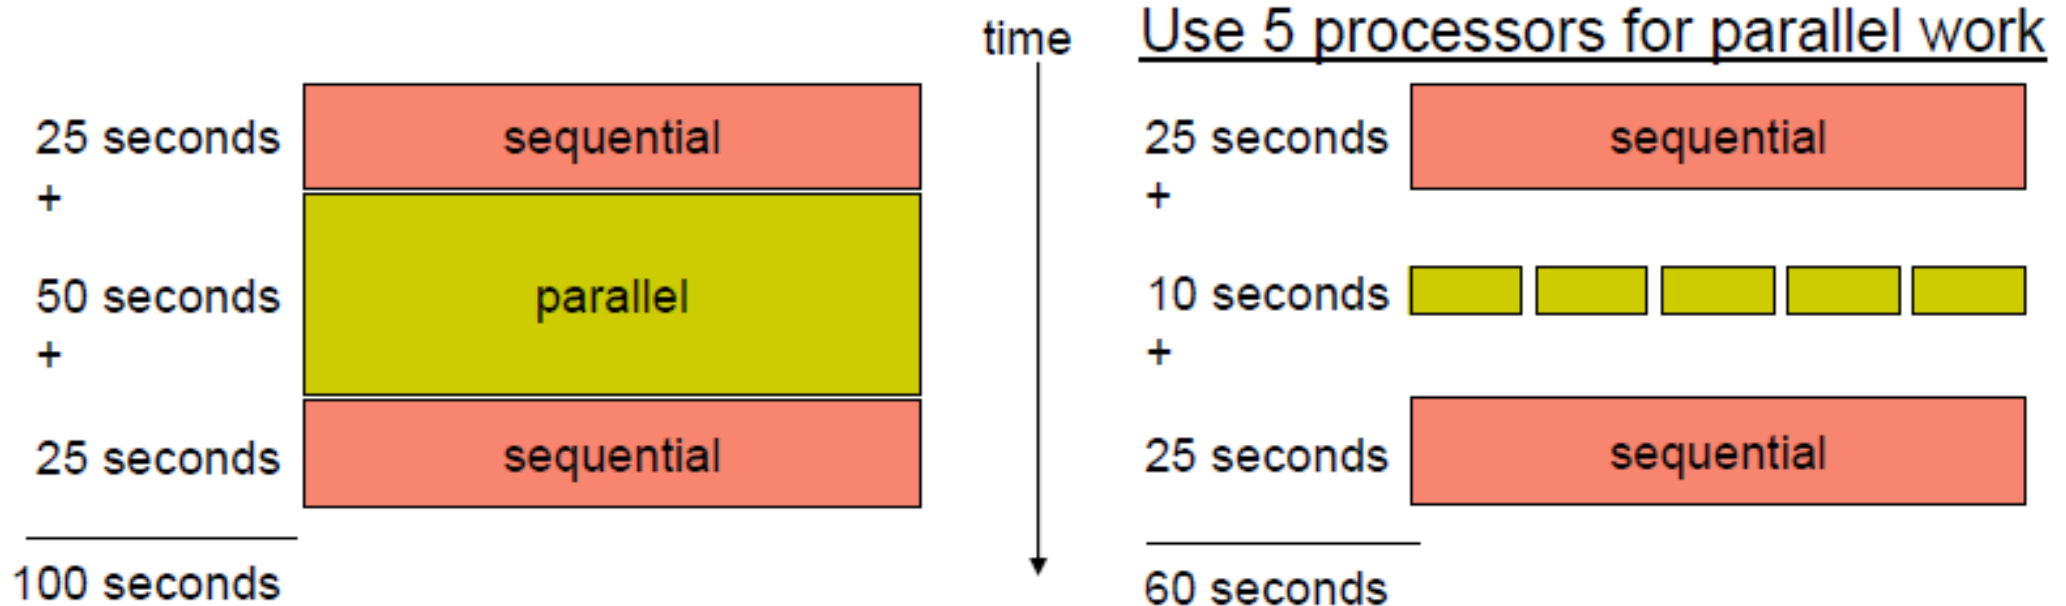 25 seconds
sequential
+
50 seconds
parallel
+
25 seconds
sequential
100 seconds
time
Use 5 processors for parallel work
25 seconds
sequential
+
10 seconds
+
25 seconds
sequential
60 seconds